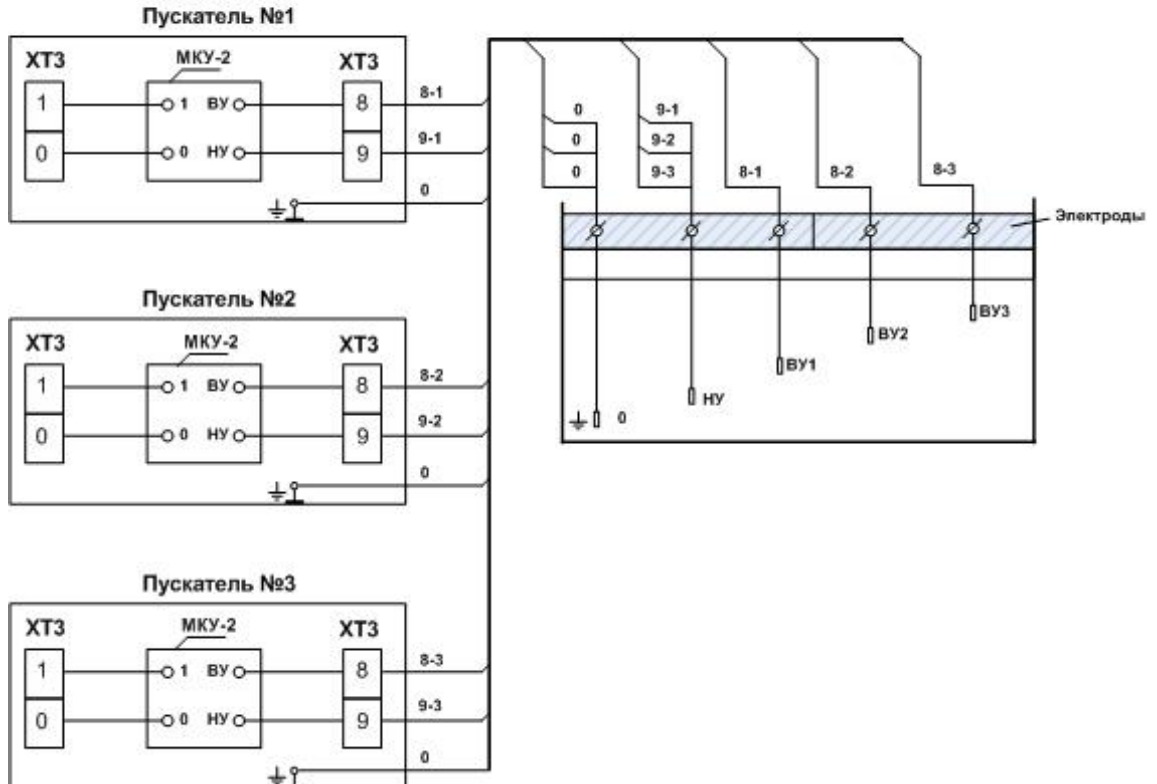 Пускатель №1
ХТ3 МКУ-2 ХТ3
1 1 ВУ 8 8-1
0 0 НУ 9 9-1
0
Пускатель №2
ХТ3 МКУ-2 ХТ3
1 1 ВУ 8 8-2
0 0 НУ 9 9-2
0
Пускатель №3
ХТ3 МКУ-2 ХТ3
1 1 ВУ 8 8-3
0 0 НУ 9 9-3
0
0 9-1
0 9-2
0 9-3 8-1 8-2 8-3
Электроды
ВУ3
ВУ2
ВУ1
НУ
0